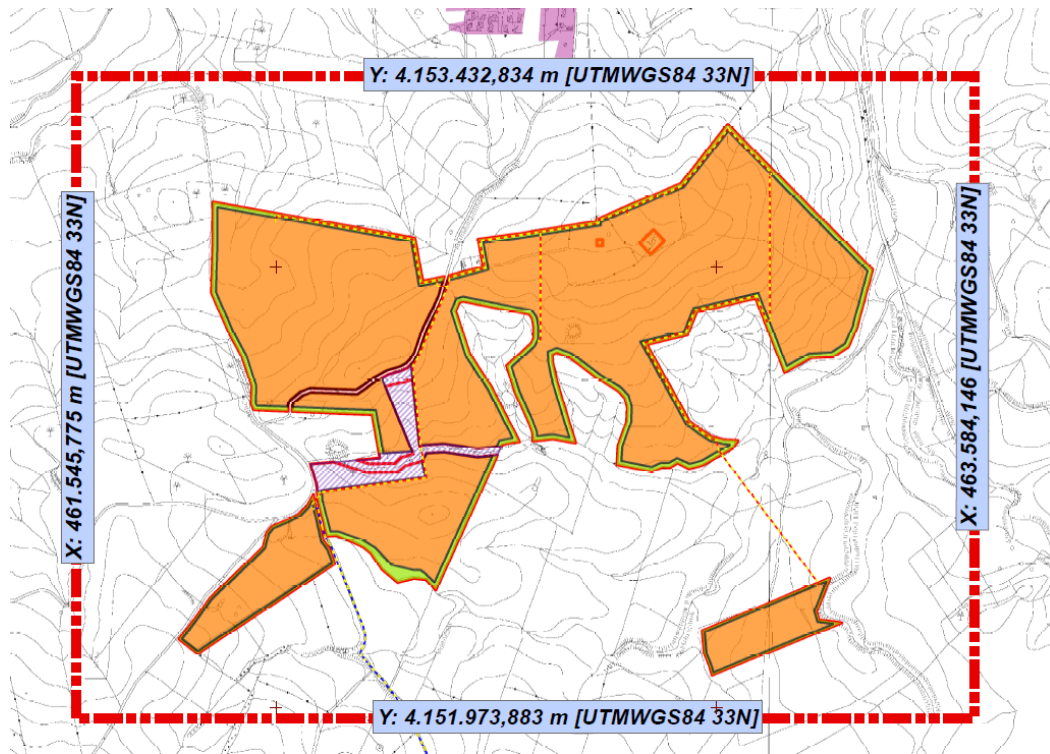 Y: 4.153.432,834 m [UTMWGS84 33N]
X: 461.545,775 m [UTMWGS84 33N]
X: 463.584,146 m [UTMWGS84 33N]
Y: 4.151.973,883 m [UTMWGS84 33N]